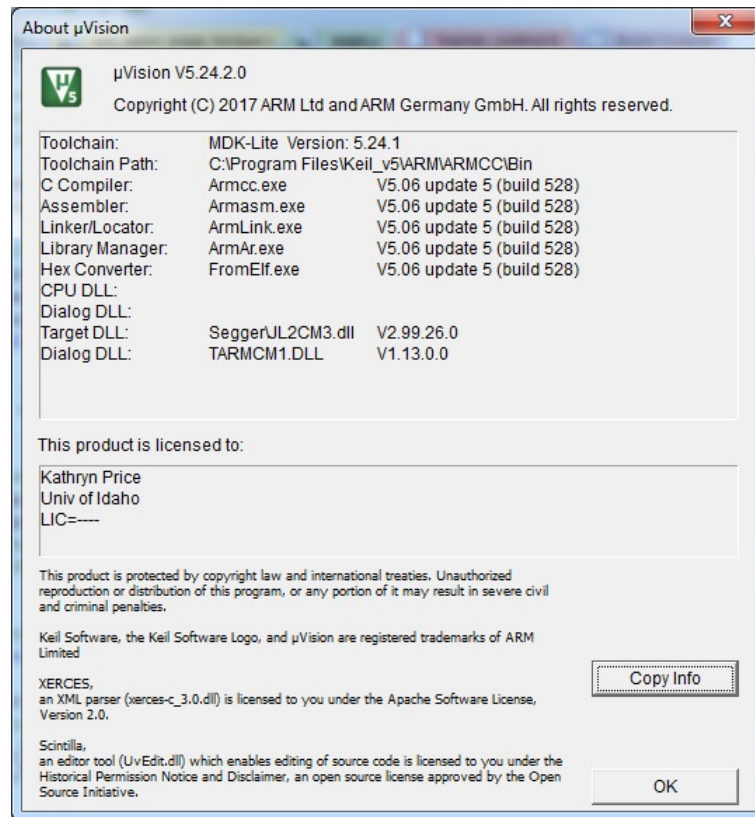 About µVision
x
µVision V5.24.2.0
Copyright (C) 2017 ARM Ltd and ARM Germany GmbH. All rights reserved.
Toolchain: MDK-Lite Version: 5.24.1
Toolchain Path: C:\Program Files\Keil_v5\ARM\ARMCC\Bin
C Compiler: Armcc.exe V5.06 update 5 (build 528)
Assembler: Armasm.exe V5.06 update 5 (build 528)
Linker/Locator: ArmLink.exe V5.06 update 5 (build 528)
Library Manager: ArmAr.exe V5.06 update 5 (build 528)
Hex Converter: FromElf.exe V5.06 update 5 (build 528)
CPU DLL:
Dialog DLL:
Target DLL: Segger\JL2CM3.dll V2.99.26.0
Dialog DLL: TARMCM1.DLL V1.13.0.0
This product is licensed to:
Kathryn Price
Univ of Idaho
LIC=----
This product is protected by copyright law and international treaties. Unauthorized
reproduction or distribution of this program, or any portion of it may result in severe civil
and criminal penalties.
Keil Software, the Keil Software Logo, and µVision are registered trademarks of ARM
Limited
XERCES,
an XML parser (xerces-c_3.0.dll) is licensed to you under the Apache Software License,
Version 2.0.
Copy Info
Scintilla,
an editor tool (UvEdit.dll) which enables editing of source code is licensed to you under the
Historical Permission Notice and Disclaimer, an open source license approved by the Open
Source Initiative.
OK